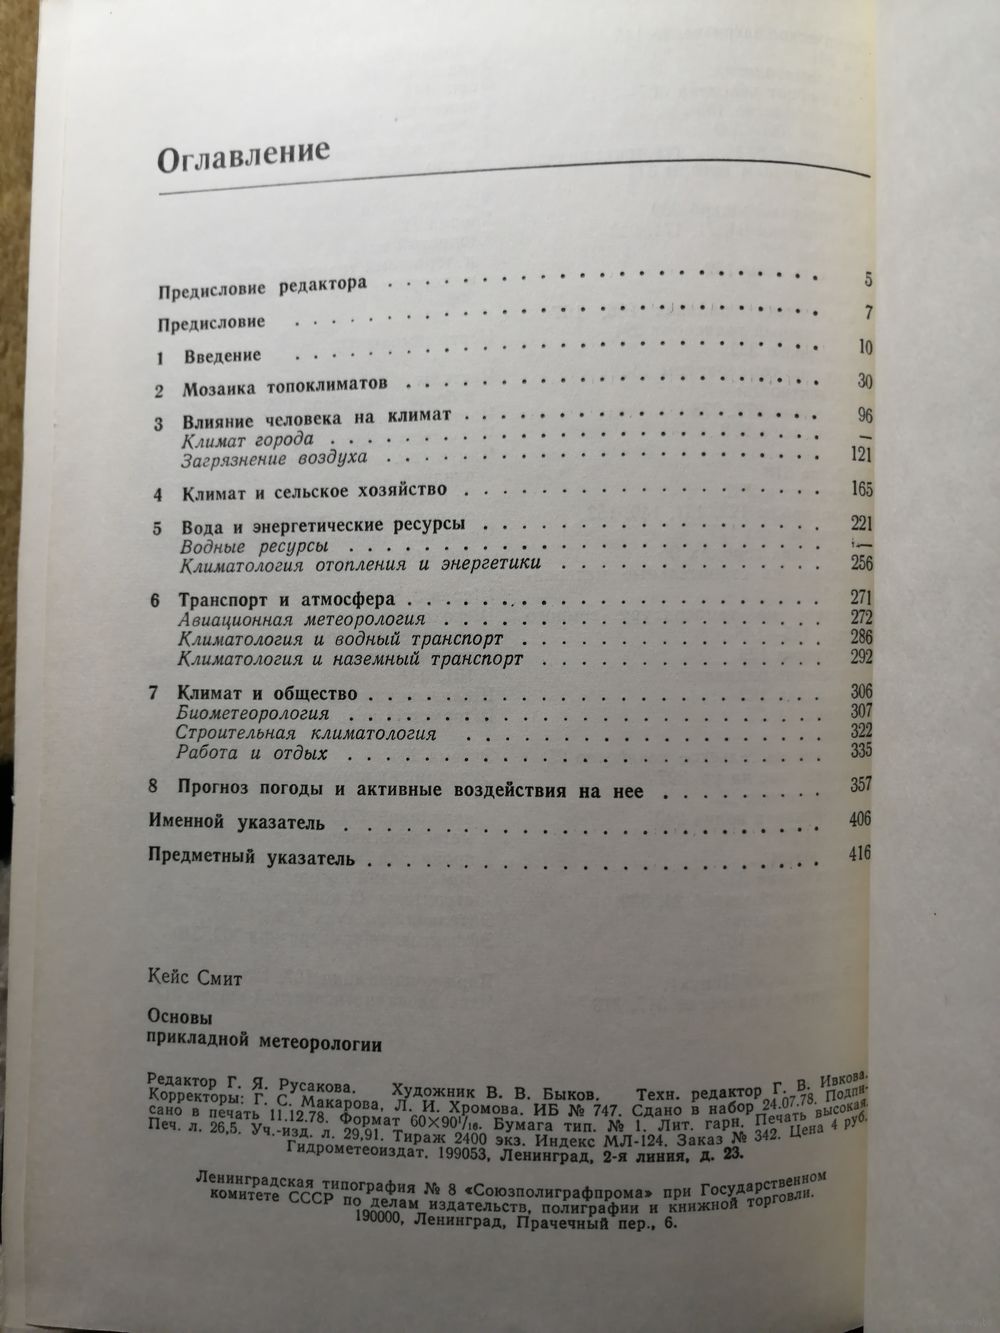 Оглавление
Предисловие редактора . . . . . . . . . . . . . . . . . . . . 5
Предисловие . . . . . . . . . . . . . . . . . . . . 7
1 Введение . . . . . . . . . . . . . . . . . . . . 10
2 Мозаика топоклиматов . . . . . . . . . . . . . . . . . . . . 30
3 Влияние человека на климат . . . . . . . . . . . . . . . . . . 96
Климат города . . . . . . . . . . . . . . . . . . . . —
Загрязнение воздуха . . . . . . . . . . . . . . . . . . . . 121
4 Климат и сельское хозяйство . . . . . . . . . . . . . . . . . . 165
5 Вода и энергетические ресурсы . . . . . . . . . . . . . . . . . 221
Водные ресурсы . . . . . . . . . . . . . . . . . . . . —
Климатология отопления и энергетики . . . . . . . . . . . . . 256
6 Транспорт и атмосфера . . . . . . . . . . . . . . . . . . . . 271
Авиационная метеорология . . . . . . . . . . . . . . . . . . . 272
Климатология и водный транспорт . . . . . . . . . . . . . . . 286
Климатология и наземный транспорт . . . . . . . . . . . . . . 292
7 Климат и общество . . . . . . . . . . . . . . . . . . . . 306
Биометеорология . . . . . . . . . . . . . . . . . . . . 307
Строительная климатология . . . . . . . . . . . . . . . . . 322
Работа и отдых . . . . . . . . . . . . . . . . . . . . 335
8 Прогноз погоды и активные воздействия на нее . . . . . . . . . 357
Именной указатель . . . . . . . . . . . . . . . . . . . . 406
Предметный указатель . . . . . . . . . . . . . . . . . . . . 416
Кейс Смит
Основы
прикладной метеорологии
Редактор Г. Я. Русакова. Художник В. В. Быков. Техн. редактор Г. В. Ивкова.
Корректоры: Г. С. Макарова, Л. И. Хромова. ИБ № 747. Сдано в набор 24.07.78. Подпи-
сано в печать 11.12.78. Формат 60×90¹/₁₆. Бумага тип. № 1. Лит. гарн. Печать высокая.
Печ. л. 26,5. Уч.-изд. л. 29,91. Тираж 2400 экз. Индекс МЛ-124. Заказ № 342. Цена 4 руб.
Гидрометеоиздат. 199053, Ленинград, 2-я линия, д. 23.
Ленинградская типография № 8 «Союзполиграфпрома» при Государственном
комитете СССР по делам издательств, полиграфии и книжной торговли.
190000, Ленинград, Прачечный пер., 6.